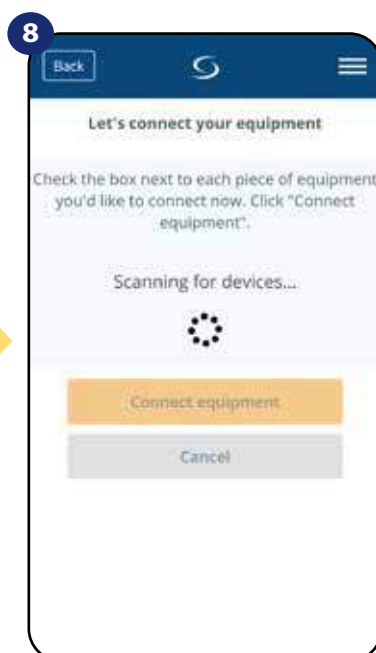 8
Back
Let's connect your equipment
Check the box next to each piece of equipment
you'd like to connect now. Click "Connect
equipment".
Scanning for devices...
Connect equipment
Cancel